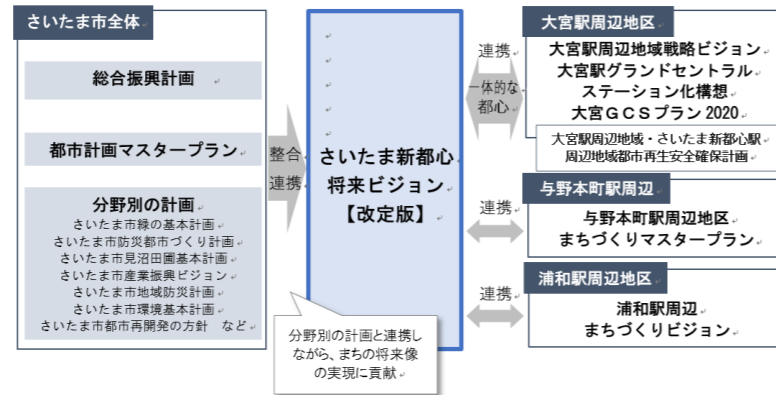 さいたま市全体
総合振興計画
都市計画マスタープラン
分野別の計画
さいたま市緑の基本計画
さいたま市防災都市づくり計画
さいたま市見沼田圃基本計画
さいたま市産業振興ビジョン
さいたま市地域防災計画
さいたま市環境基本計画
さいたま市都市再開発の方針　など
整合
連携
さいたま新都心
将来ビジョン
【改定版】
分野別の計画と連携し
ながら、まちの将来像
の実現に貢献
連携
一体的な
都心
大宮駅周辺地区
大宮駅周辺地域戦略ビジョン
大宮駅グランドセントラル
ステーション化構想
大宮GCSプラン2020
大宮駅周辺地域・さいたま新都心駅
周辺地域都市再生安全確保計画
連携
与野本町駅周辺
与野本町駅周辺地区
まちづくりマスタープラン
連携
浦和駅周辺地区
浦和駅周辺
まちづくりビジョン